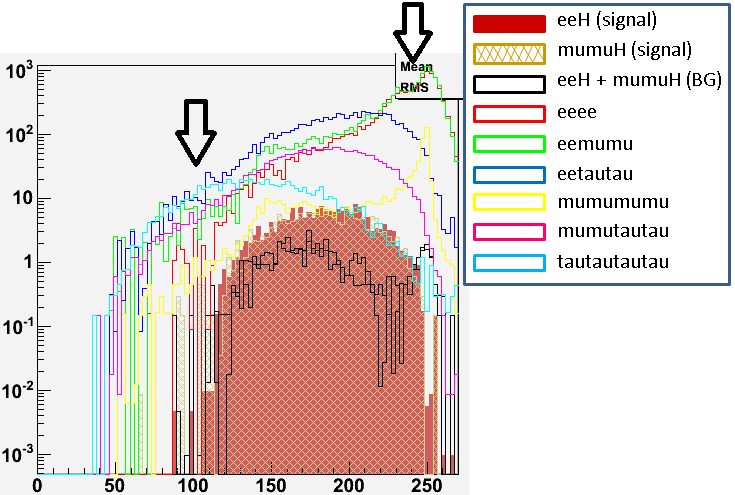 eeH (signal)
mumuH (signal)
eeH + mumuH (BG)
eeee
eemumu
eetautau
mumumumu
mumutautau
tautautautau
Mean
RMS
10³
10²
10
1
10⁻¹
10⁻²
10⁻³
0 50 100 150 200 250